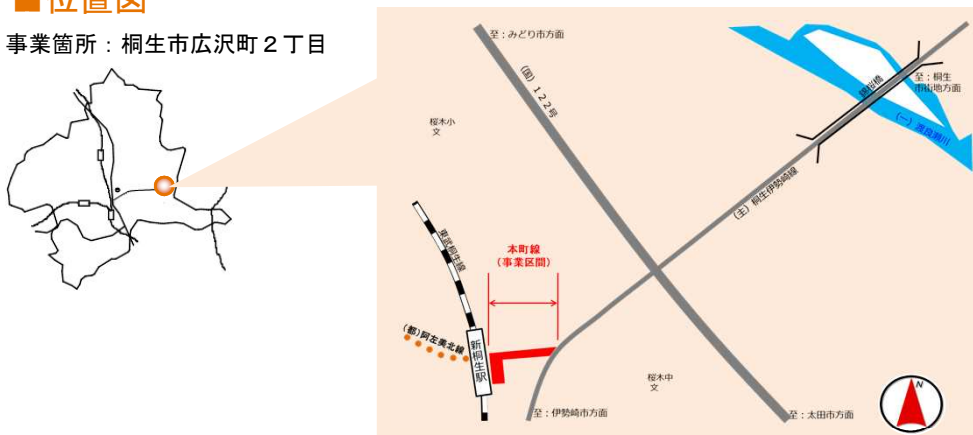 ■位置図
事業箇所：桐生市広沢町２丁目
至：みどり市方面
(国)１２２号
桜木小
文
錦桜橋
至：桐生
市街地方面
(一)渡良瀬川
(主)桐生伊勢崎線
東武桐生線
本町線
(事業区間)
(都)阿左美北線
新桐生駅
桜木中
文
至：伊勢崎市方面
至：太田市方面
N